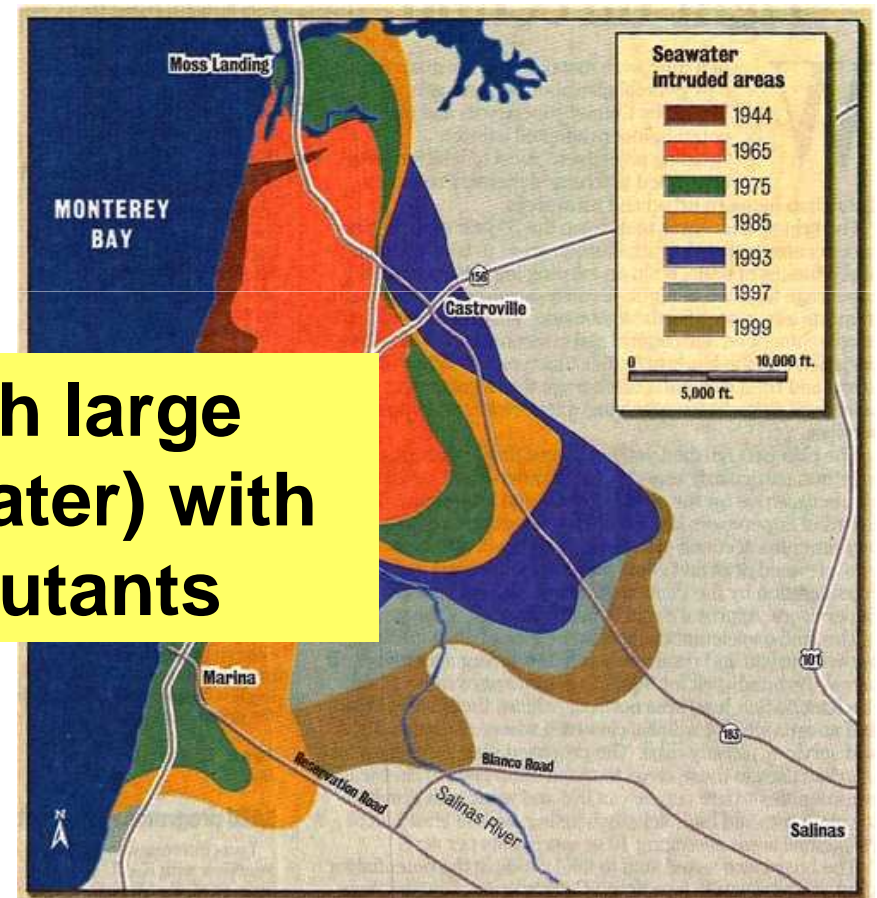 Moss Landing
MONTEREY
BAY
Seawater
intruded areas
1944
1965
1975
1985
1993
1997
1999
0
10,000 ft.
5,000 ft.
156
Castroville
h large
ater) with
utants
Marina
101
183
Reservation Road
Blanco Road
Salinas River
Salinas
N